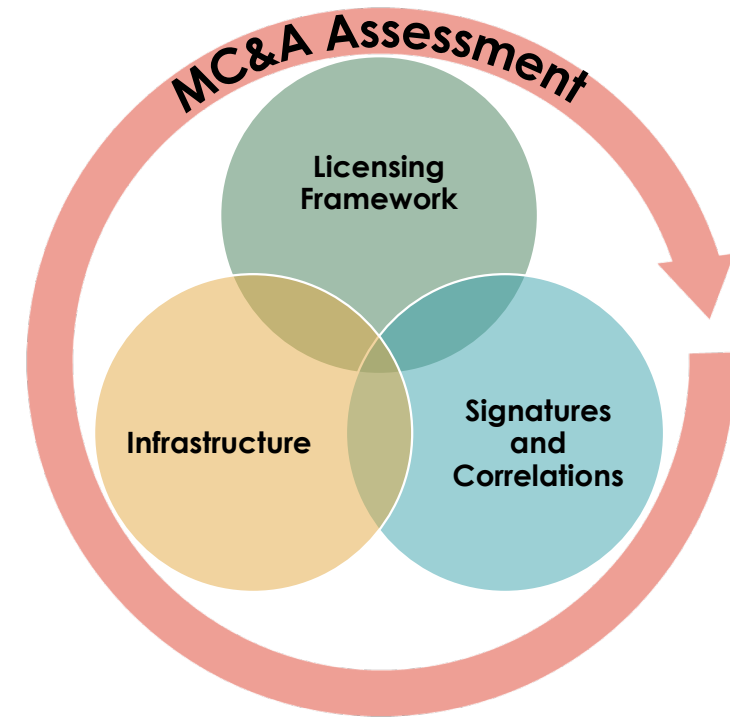 MC&A Assessment
Licensing
Framework
Infrastructure
Signatures
and
Correlations